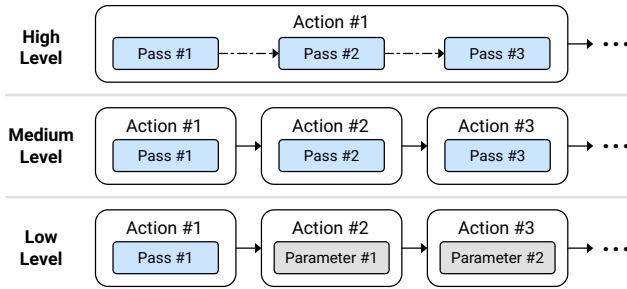 High
Level
Action #1
Pass #1
Pass #2
Pass #3
...
Medium
Level
Action #1
Pass #1
Action #2
Pass #2
Action #3
Pass #3
...
Low
Level
Action #1
Pass #1
Action #2
Parameter #1
Action #3
Parameter #2
...